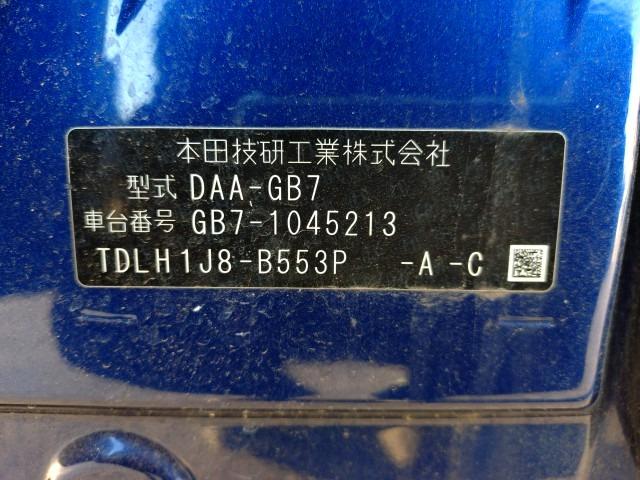 本田技研工業株式会社
型式 DAA-GB7
車台番号 GB7-1045213
TDLH1J8-B553P -A -C